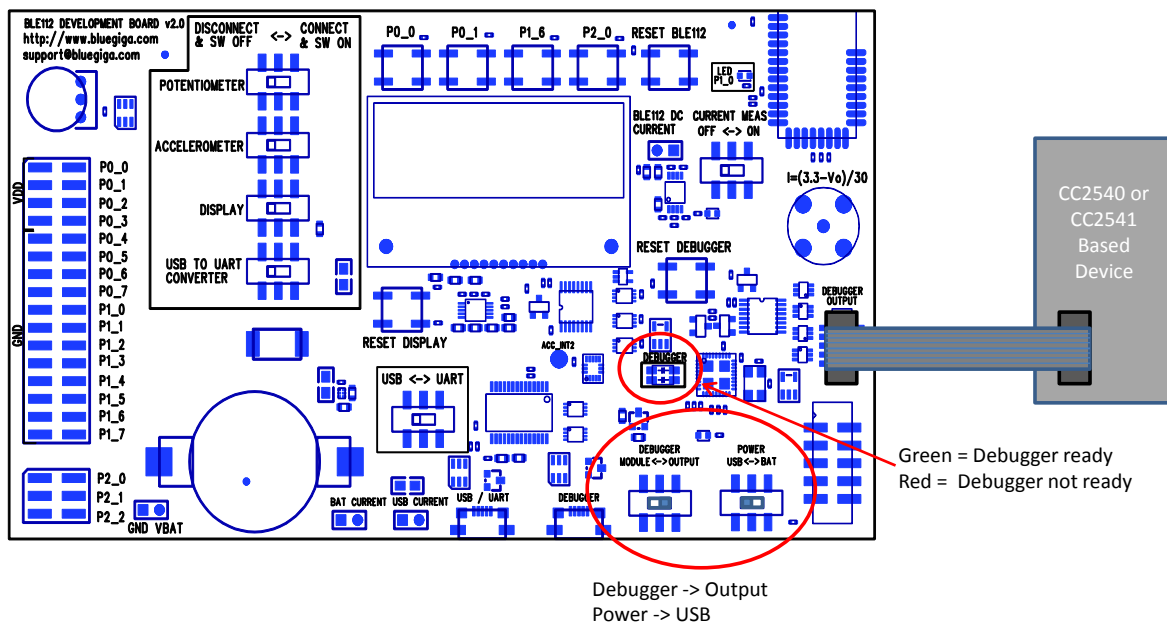 BLE112 DEVELOPMENT BOARD v2.0
http://www.bluegiga.com
support@bluegiga.com
DISCONNECT <-> CONNECT
& SW OFF & SW ON
POTENTIOMETER
ACCELEROMETER
DISPLAY
USB TO UART
CONVERTER
P0_0
P0_1
P1_6
P2_0
RESET BLE112
LED
P1_0
BLE112 DC
CURRENT
CURRENT MEAS
OFF <-> ON
I=(3.3-Vo)/30
VDD
GND
P0_0
P0_1
P0_2
P0_3
P0_4
P0_5
P0_6
P0_7
P1_0
P1_1
P1_2
P1_3
P1_4
P1_5
P1_6
P1_7
P2_0
P2_1
P2_2
GND VBAT
RESET DISPLAY
ACC_INT2
RESET DEBUGGER
DEBUGGER
DEBUGGER
OUTPUT
USB <-> UART
BAT CURRENT
USB CURRENT
USB / UART
DEBUGGER
DEBUGGER
MODULE<->OUTPUT
POWER
USB<->BAT
CC2540 or
CC2541
Based
Device
Green = Debugger ready
Red = Debugger not ready
Debugger -> Output
Power -> USB